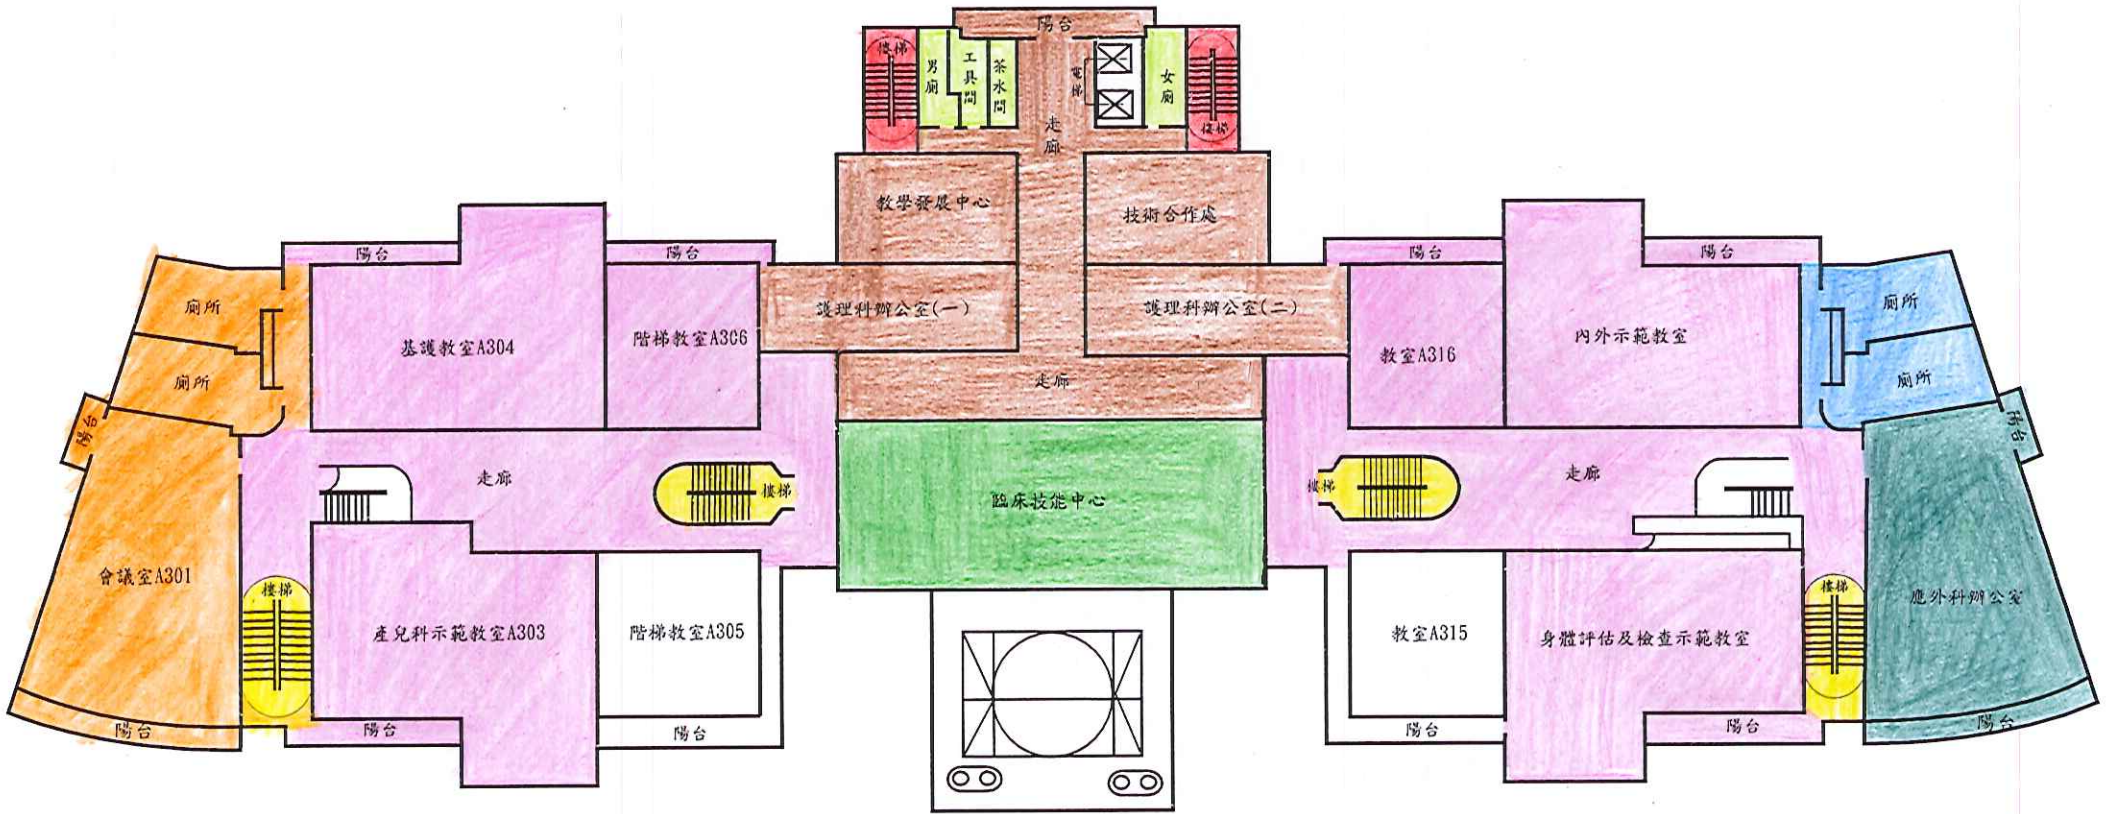 陽台
樓梯
男廁
工具間
茶水間
走廊
電梯
女廁
樓梯
教學發展中心
技術合作處
陽台
陽台
陽台
陽台
廁所
廁所
基護教室A304
階梯教室A306
護理科辦公室(一)
護理科辦公室(二)
教室A316
內外示範教室
廁所
廁所
走廊
陽台
陽台
走廊
樓梯
臨床技能中心
樓梯
走廊
會議室A301
樓梯
產兒科示範教室A303
階梯教室A305
教室A315
身體評估及檢查示範教室
樓梯
應外科辦公室
陽台
陽台
陽台
陽台
陽台
陽台